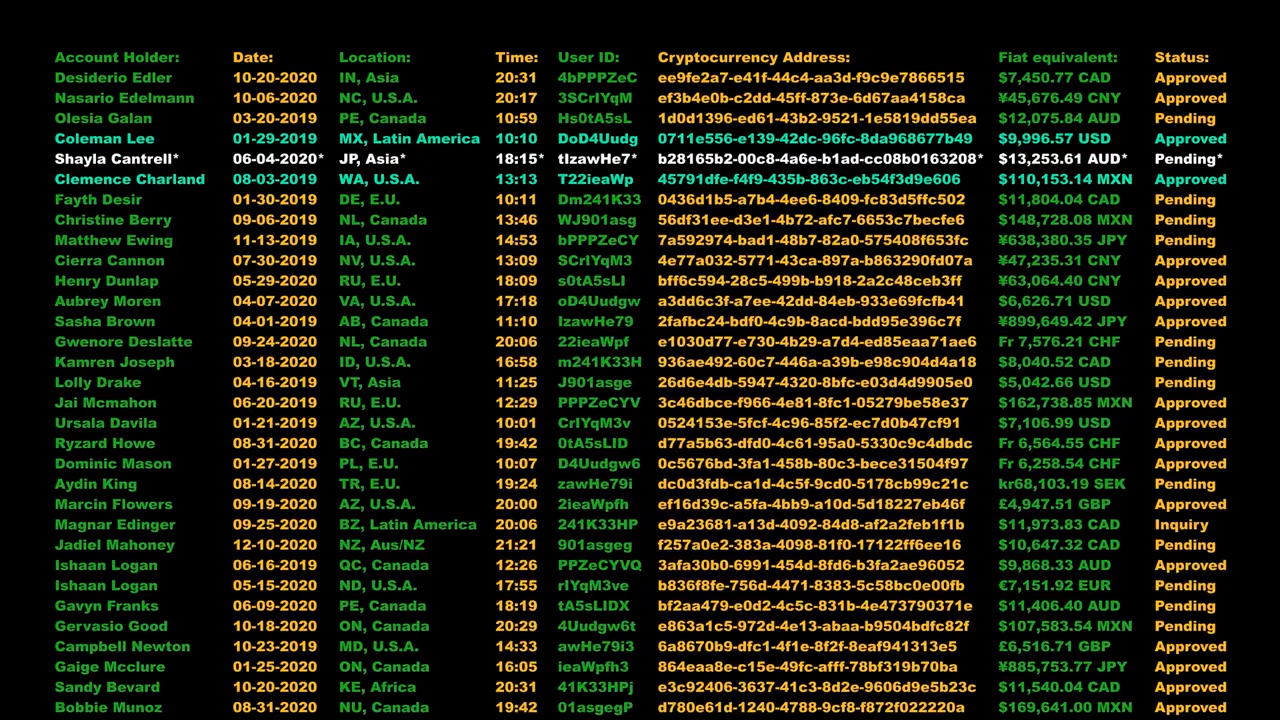 Account Holder: Date: Location: Time: User ID: Cryptocurrency Address: Fiat equivalent: Status:
Desiderio Edler 10-20-2020 IN, Asia 20:31 4bPPPZeC ee9fe2a7-e41f-44c4-aa3d-f9c9e7866515 $7,450.77 CAD Approved
Nasario Edelmann 10-06-2020 NC, U.S.A. 20:17 3SCrIYqM ef3b4e0b-c2dd-45ff-873e-6d67aa4158ca ¥45,676.49 CNY Approved
Olesia Galan 03-20-2019 PE, Canada 10:59 Hs0tA5sL 1d0d1396-ed61-43b2-9521-1e5819dd55ea $12,075.84 AUD Pending
Coleman Lee 01-29-2019 MX, Latin America 10:10 DoD4Uudg 0711e556-e139-42dc-96fc-8da968677b49 $9,996.57 USD Approved
Shayla Cantrell* 06-04-2020* JP, Asia* 18:15* tIzawHe7* b28165b2-00c8-4a6e-b1ad-cc08b0163208* $13,253.61 AUD* Pending*
Clemence Charland 08-03-2019 WA, U.S.A. 13:13 T22ieaWp 45791dfe-f4f9-435b-863c-eb54f3d9e606 $110,153.14 MXN Approved
Fayth Desir 01-30-2019 DE, E.U. 10:11 Dm241K33 0436d1b5-a7b4-4ee6-8409-fc83d5ffc502 $11,804.04 CAD Pending
Christine Berry 09-06-2019 NL, Canada 13:46 WJ901asg 56df31ee-d3e1-4b72-afc7-6653c7becfe6 $148,728.08 MXN Pending
Matthew Ewing 11-13-2019 IA, U.S.A. 14:53 bPPPZeCY 7a592974-bad1-48b7-82a0-575408f653fc ¥638,380.35 JPY Pending
Cierra Cannon 07-30-2019 NV, U.S.A. 13:09 SCrIYqM3 4e77a032-5771-43ca-897a-b863290fd07a ¥47,235.31 CNY Approved
Henry Dunlap 05-29-2020 RU, E.U. 18:09 s0tA5sLI bff6c594-28c5-499b-b918-2a2c48ceb3ff ¥63,064.40 CNY Approved
Aubrey Moren 04-07-2020 VA, U.S.A. 17:18 oD4Uudgw a3dd6c3f-a7ee-42dd-84eb-933e69fcfb41 $6,626.71 USD Approved
Sasha Brown 04-01-2019 AB, Canada 11:10 IzawHe79 2fafbc24-bdf0-4c9b-8acd-bdd95e396c7f ¥899,649.42 JPY Pending
Gwenore Deslatte 09-24-2020 NL, Canada 20:06 22ieaWpf e1030d77-e730-4b29-a7d4-ed85eaa71ae6 Fr 7,576.21 CHF Pending
Kamren Joseph 03-18-2020 ID, U.S.A. 16:58 m241K33H 936ae492-60c7-446a-a39b-e98c904d4a18 $8,040.52 CAD Pending
Lolly Drake 04-16-2019 VT, Asia 11:25 J901asge 26d6e4db-5947-4320-8bfc-e03d4d9905e0 $5,042.66 USD Pending
Jai Mcmahon 06-20-2019 RU, E.U. 12:29 PPPZeCYV 3c46dbce-f966-4e81-8fc1-05279be58e37 $162,738.85 MXN Pending
Ursala Davila 01-21-2019 AZ, U.S.A. 10:01 CrIYqM3v 0524153e-5fcf-4c96-85f2-ec7d0b47cf91 $7,106.99 USD Approved
Ryzard Howe 08-31-2020 BC, Canada 19:42 0tA5sLID d77a5b63-dfd0-4c61-95a0-5330c9c4dbdc Fr 6,564.55 CHF Approved
Dominic Mason 01-27-2019 PL, E.U. 10:07 D4Uudgw6 0c5676bd-3fa1-458b-80c3-bece31504f97 Fr 6,258.54 CHF Approved
Aydin King 08-14-2020 TR, E.U. 19:24 zawHe79i dc0d3fdb-ca1d-4c5f-9cd0-5178cb99c21c kr68,103.19 SEK Pending
Marcin Flowers 09-19-2020 AZ, U.S.A. 20:00 2ieaWpfh ef16d39c-a5fa-4bb9-a10d-5d18227eb46f £4,947.51 GBP Approved
Magnar Edinger 09-25-2020 BZ, Latin America 20:06 241K33HP e9a23681-a13d-4092-84d8-af2a2feb1f1b $11,973.83 CAD Inquiry
Jadiel Mahoney 12-10-2020 NZ, Aus/NZ 21:21 901asgeg f257a0e2-383a-4098-81f0-17122ff6ee16 $10,647.32 CAD Pending
Ishaan Logan 06-16-2019 QC, Canada 12:26 PPZeCYVQ 3afa30b0-6991-454d-8fd6-b3fa2ae96052 $9,868.33 AUD Approved
Ishaan Logan 05-15-2020 ND, U.S.A. 17:55 rIYqM3ve b836f8fe-756d-4471-8383-5c58bc0e00fb €7,151.92 EUR Pending
Gavyn Franks 06-09-2020 PE, Canada 18:19 tA5sLIDX bf2aa479-e0d2-4c5c-831b-4e473790371e $11,406.40 AUD Pending
Gervasio Good 10-18-2020 ON, Canada 20:29 4Uudgw6t e863a1c5-972d-4e13-abaa-b9504bdfc82f $107,583.54 MXN Pending
Campbell Newton 10-23-2019 MD, U.S.A. 14:33 awHe79i3 6a8670b9-dfc1-4f1e-8f2f-8eaf941313e5 £6,516.71 GBP Approved
Gaige Mcclure 01-25-2020 ON, Canada 16:05 ieaWpfh3 864eaa8e-c15e-49fc-afff-78bf319b70ba ¥885,753.77 JPY Approved
Sandy Bevard 10-20-2020 KE, Africa 20:31 41K33HPj e3c92406-3637-41c3-8d2e-9606d9e5b23c $11,540.04 CAD Approved
Bobbie Munoz 08-31-2020 NU, Canada 19:42 01asgegP d780e61d-1240-4788-9cf8-f872f022220a $169,641.00 MXN Approved